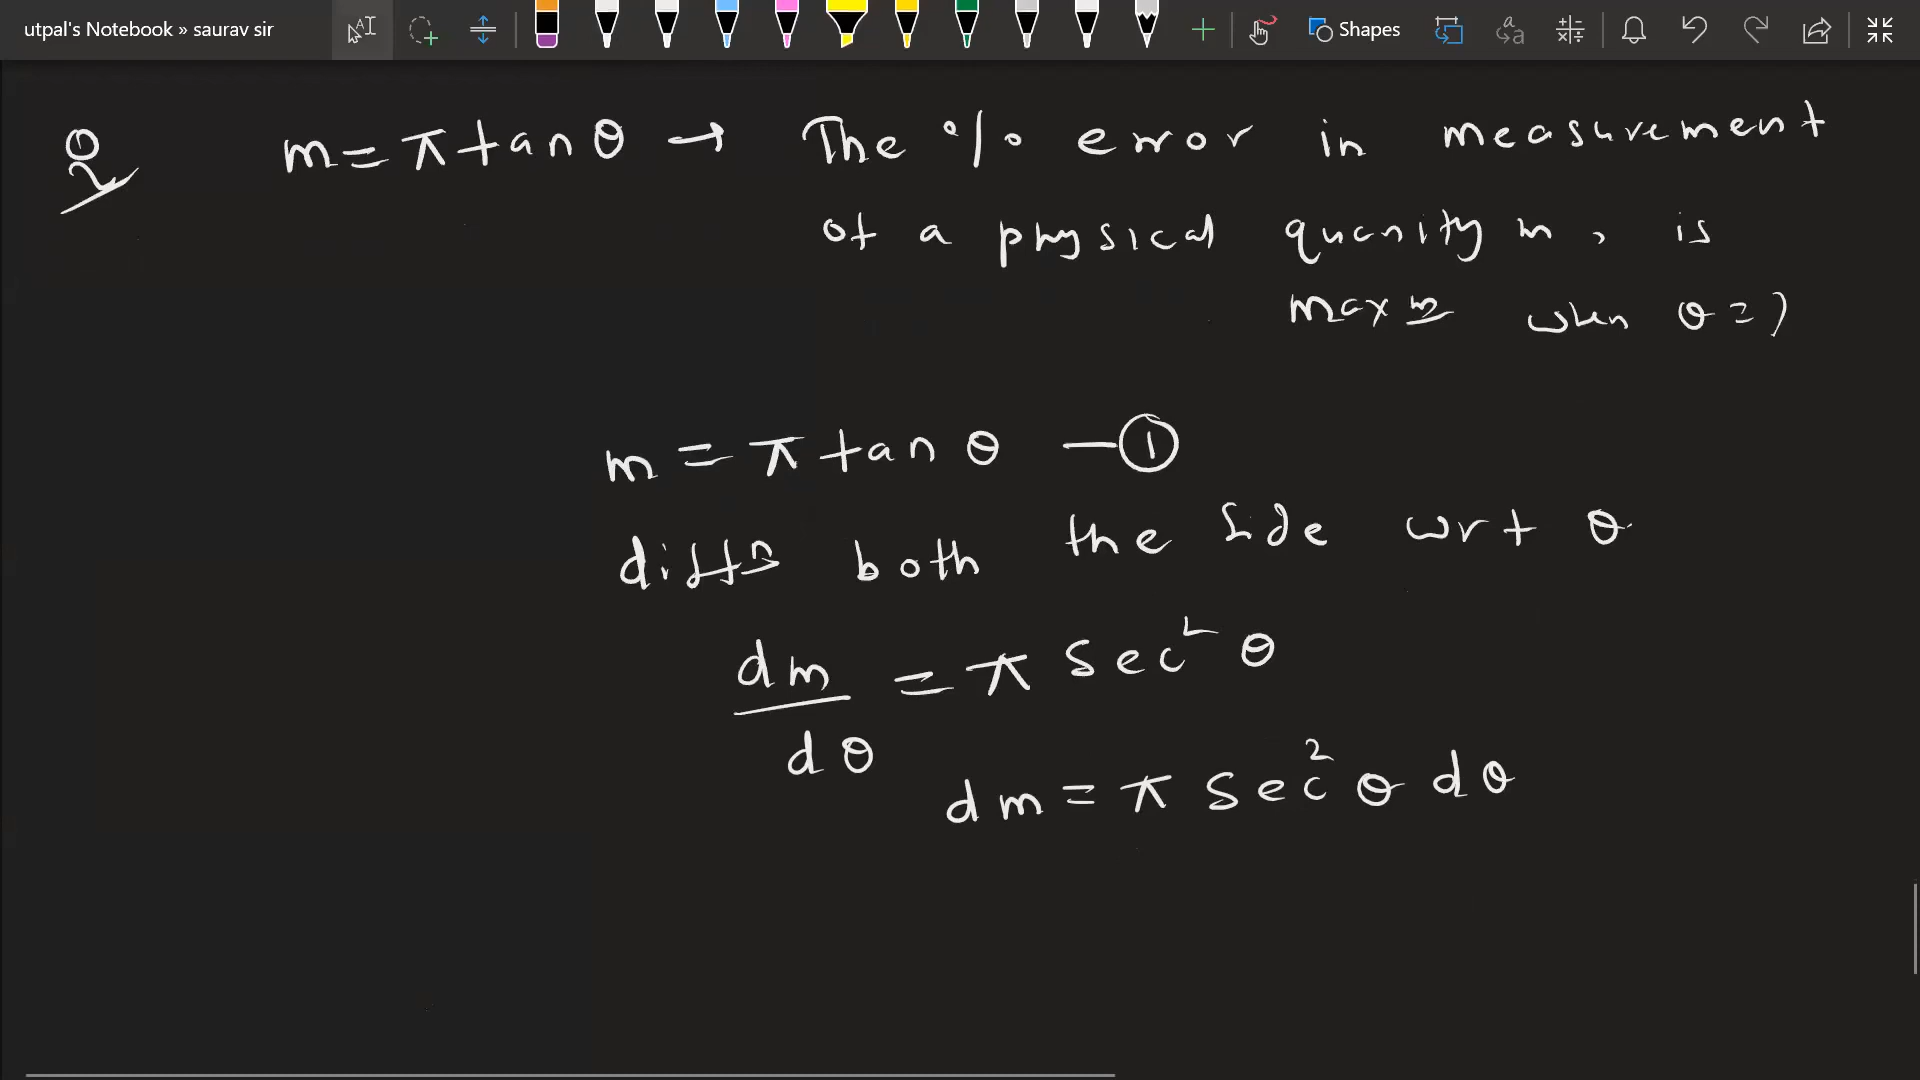 utpal's Notebook » saurav sir
Shapes
Q m = π tan θ → The % error in measurement
of a physical quanity m, is
maxm when θ = ?
m = π tan θ — ①
diffn both the side wrt θ
dm/dθ = π sec² θ
dm = π sec² θ dθ